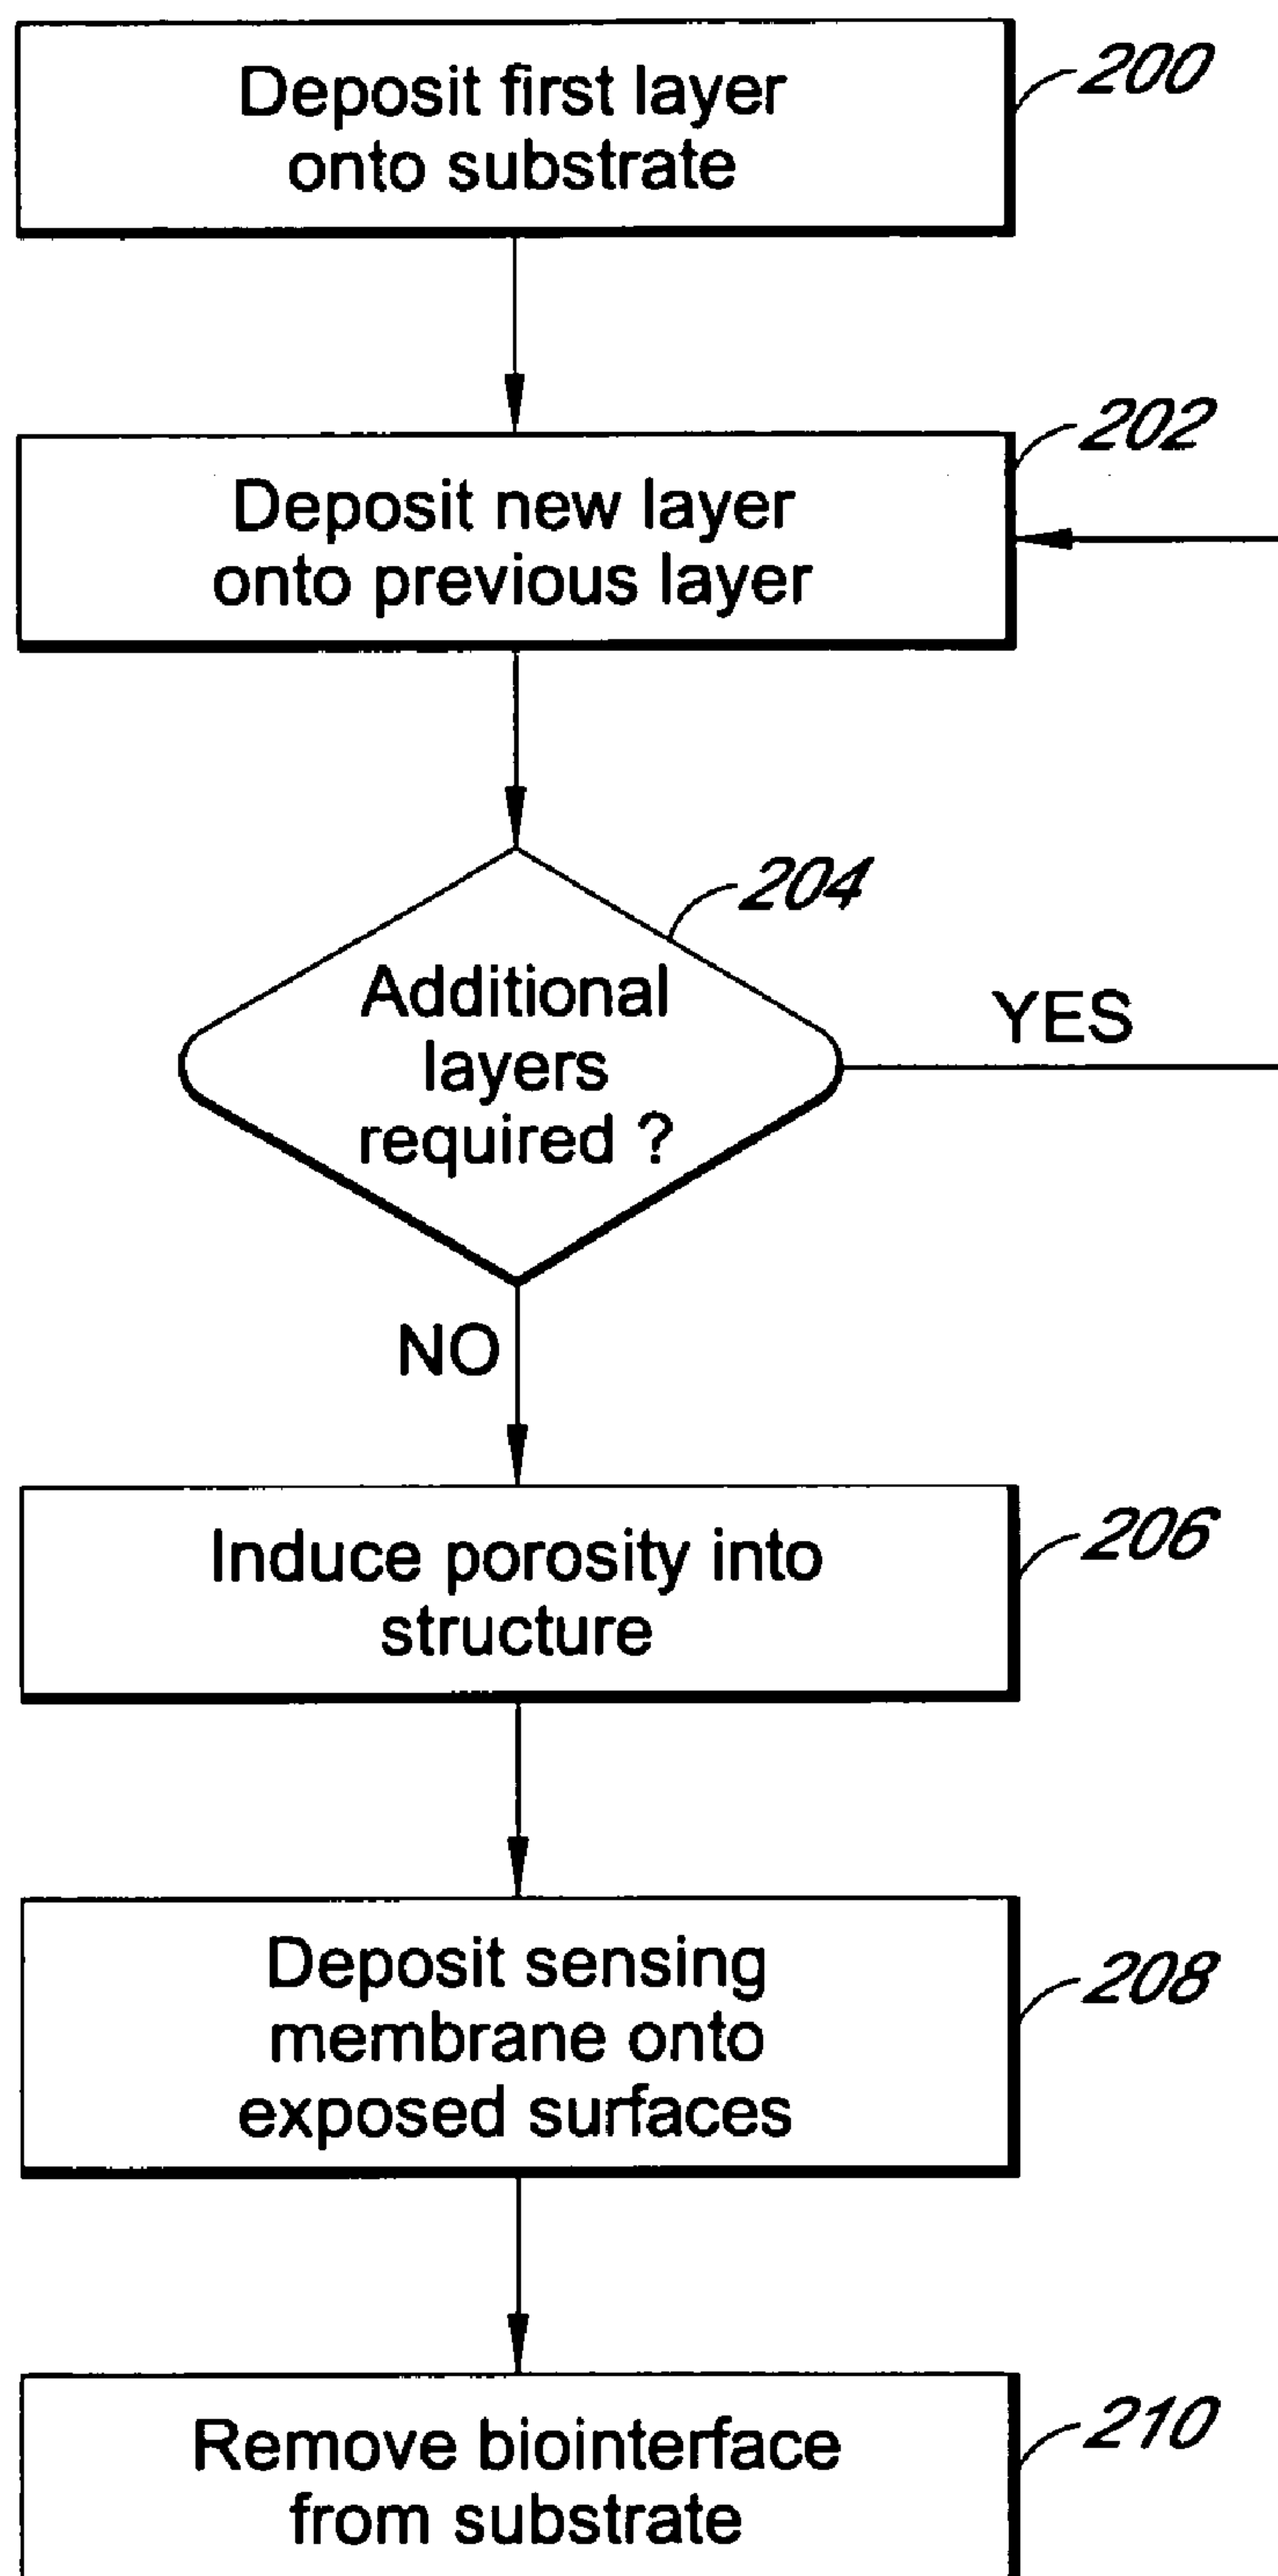 Deposit first layer
onto substrate
200
Deposit new layer
onto previous layer
202
Additional
layers
required ?
204
YES
NO
Induce porosity into
structure
206
Deposit sensing
membrane onto
exposed surfaces
208
Remove biointerface
from substrate
210